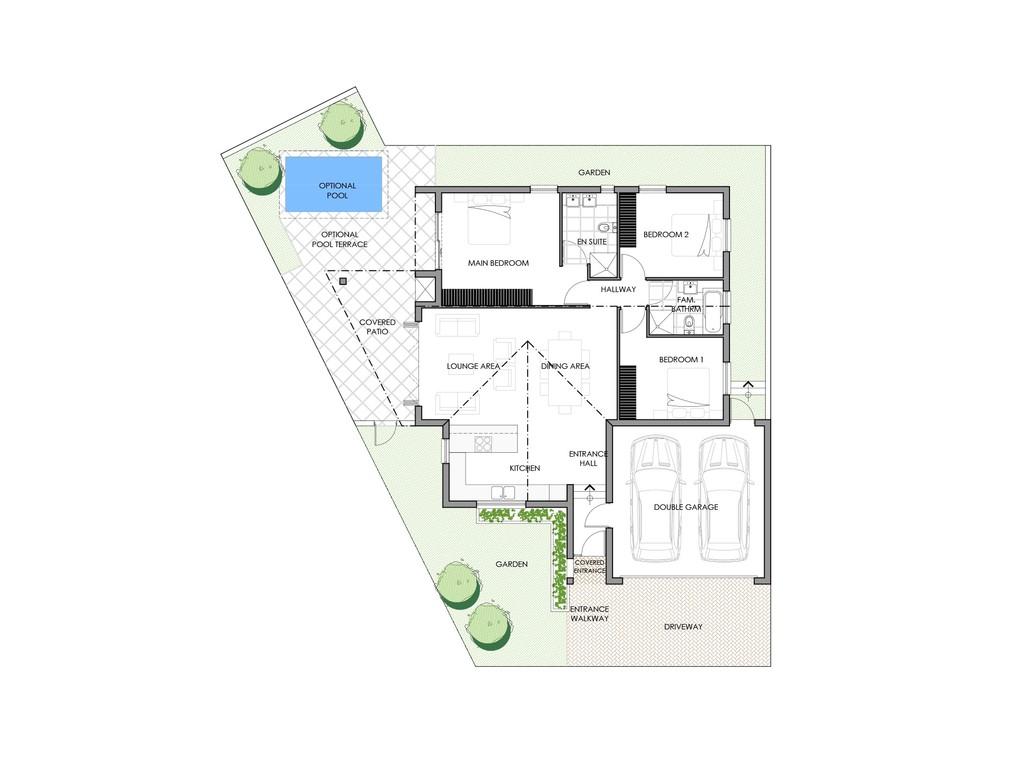 GARDEN
OPTIONAL
POOL
OPTIONAL
POOL TERRACE
MAIN BEDROOM
EN SUITE
BEDROOM 2
HALLWAY
FAM.
BATHRM
COVERED
PATIO
LOUNGE AREA
DINING AREA
BEDROOM 1
KITCHEN
ENTRANCE
HALL
DOUBLE GARAGE
GARDEN
COVERED
ENTRANCE
ENTRANCE
WALKWAY
DRIVEWAY